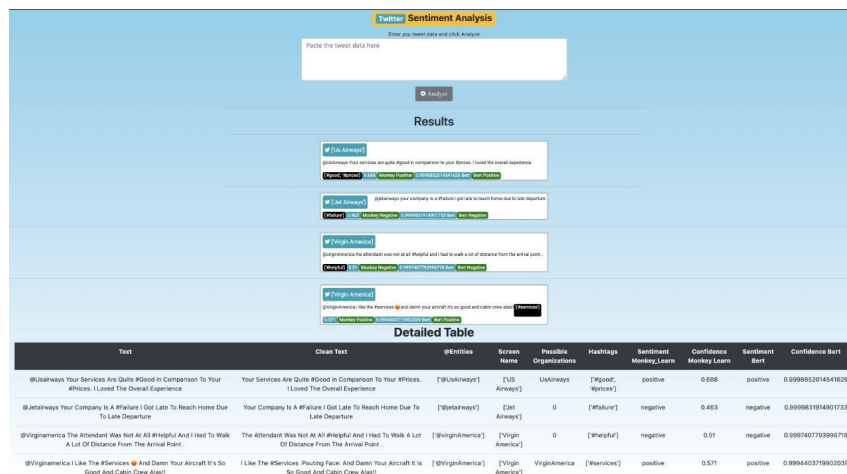 Twitter Sentiment Analysis
Enter you tweet data and click Analyze
Paste the tweet data here
Analyze
Results
['Us Airways']
@UsAirways Your services are quite #good in comparison to your #prices. I loved the overall experience
['#good', '#prices'] 0.688 Monkey Positive 0.9998852014541626 Bert Bert Positive
['Jet Airways'] @jetairways your company is a #failure I got late to reach home due to late departure
['#failure'] 0.463 Monkey Negative 0.9999831914901733 Bert Bert Negative
['Virgin America']
@virginAmerica the attendant was not at all #helpful and I had to walk a lot of distance from the arrival point .
['#helpful'] 0.51 Monkey Negative 0.9997407793998718 Bert Bert Negative
['Virgin America']
@VirginAmerica I like the #services 😡 and damn your aircraft it's so good and cabin crew alas!! ['#services']
Monkey Positive 0.9994403719902039 Bert Bert Positive
Detailed Table
Text Clean Text @Entities Screen Name Possible Organizations Hashtags Sentiment Monkey_Learn Confidence Monkey Learn Sentiment Bert Confidence Bert
@Usairways Your Services Are Quite #Good In Comparison To Your Your Services Are Quite #Good In Comparison To Your #Prices. ['@UsAirways'] ['US UsAirways ['#good', positive 0.688 positive 0.9998852014541626
#Prices. I Loved The Overall Experience I Loved The Overall Experience Airways'] '#prices']
@Jetairways Your Company Is A #Failure I Got Late To Reach Home Due Your Company Is A #Failure I Got Late To Reach Home Due To ['@jetairways'] ['Jet 0 ['#failure'] negative 0.463 negative 0.9999831914901733
To Late Departure Late Departure Airways']
@Virginamerica The Attendant Was Not At All #Helpful And I Had To Walk The Attendant Was Not At All #Helpful And I Had To Walk A Lot ['@virginAmerica'] ['Virgin 0 ['#helpful'] negative 0.51 negative 0.9997407793998718
A Lot Of Distance From The Arrival Point . Of Distance From The Arrival Point . America']
@Virginamerica I Like The #Services 😡 And Damn Your Aircraft It's So I Like The #Services :Pouting Face: And Damn Your Aircraft It Is ['@VirginAmerica'] ['Virgin VirginAmerica ['#services'] positive 0.571 positive 0.9994403719902039
Good And Cabin Crew Alas!! So Good And Cabin Crew Alas!! America']